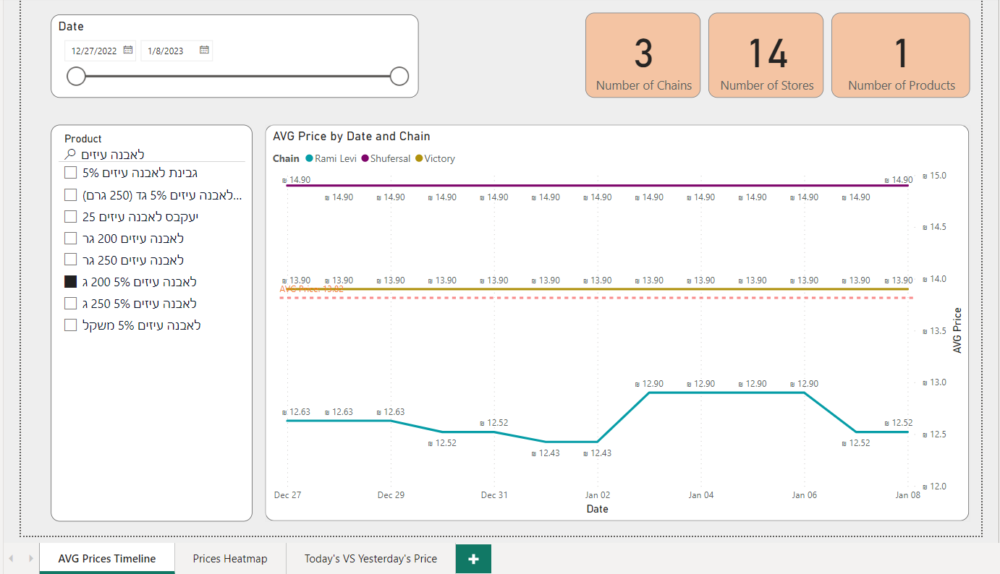 Date
12/27/2022 1/8/2023
3
Number of Chains
14
Number of Stores
1
Number of Products
Product
לאבנה עיזים
גבינת לאבנה עיזים 5%
לאבנה עיזים 5% גד (250 גרם)...
יעקבס לאבנה עיזים 25
לאבנה עיזים 200 גר
לאבנה עיזים 250 גר
לאבנה עיזים 5% 200 ג
לאבנה עיזים 5% 250 ג
לאבנה עיזים 5% משקל
AVG Price by Date and Chain
Chain Rami Levi Shufersal Victory
₪ 14.90 ₪ 14.90
₪ 14.90 ₪ 14.90 ₪ 14.90 ₪ 14.90 ₪ 14.90 ₪ 14.90 ₪ 14.90 ₪ 14.90 ₪ 14.90 ₪ 14.90 ₪ 14.90
₪ 13.90 ₪ 13.90 ₪ 13.90 ₪ 13.90 ₪ 13.90 ₪ 13.90 ₪ 13.90 ₪ 13.90 ₪ 13.90 ₪ 13.90 ₪ 13.90 ₪ 13.90 ₪ 13.90
AVG Price: 13.82
₪ 12.90 ₪ 12.90 ₪ 12.90 ₪ 12.90
₪ 12.63 ₪ 12.63 ₪ 12.63
₪ 12.52 ₪ 12.52
₪ 12.52 ₪ 12.52
₪ 12.43 ₪ 12.43
₪ 15.0
₪ 14.5
₪ 14.0
₪ 13.5
₪ 13.0
₪ 12.5
₪ 12.0
AVG Price
Dec 27 Dec 29 Dec 31 Jan 02 Jan 04 Jan 06 Jan 08
Date
AVG Prices Timeline Prices Heatmap Today's VS Yesterday's Price